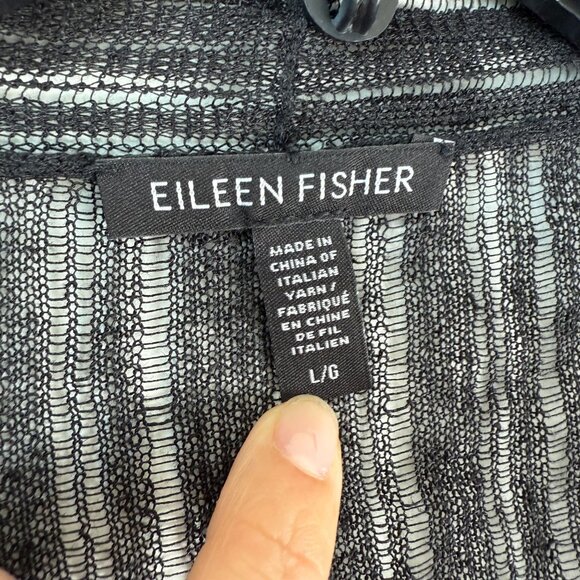 EILEEN FISHER
MADE IN
CHINA OF
ITALIAN
YARN /
FABRIQUÉ
EN CHINE
DE FIL
ITALIEN
L/G